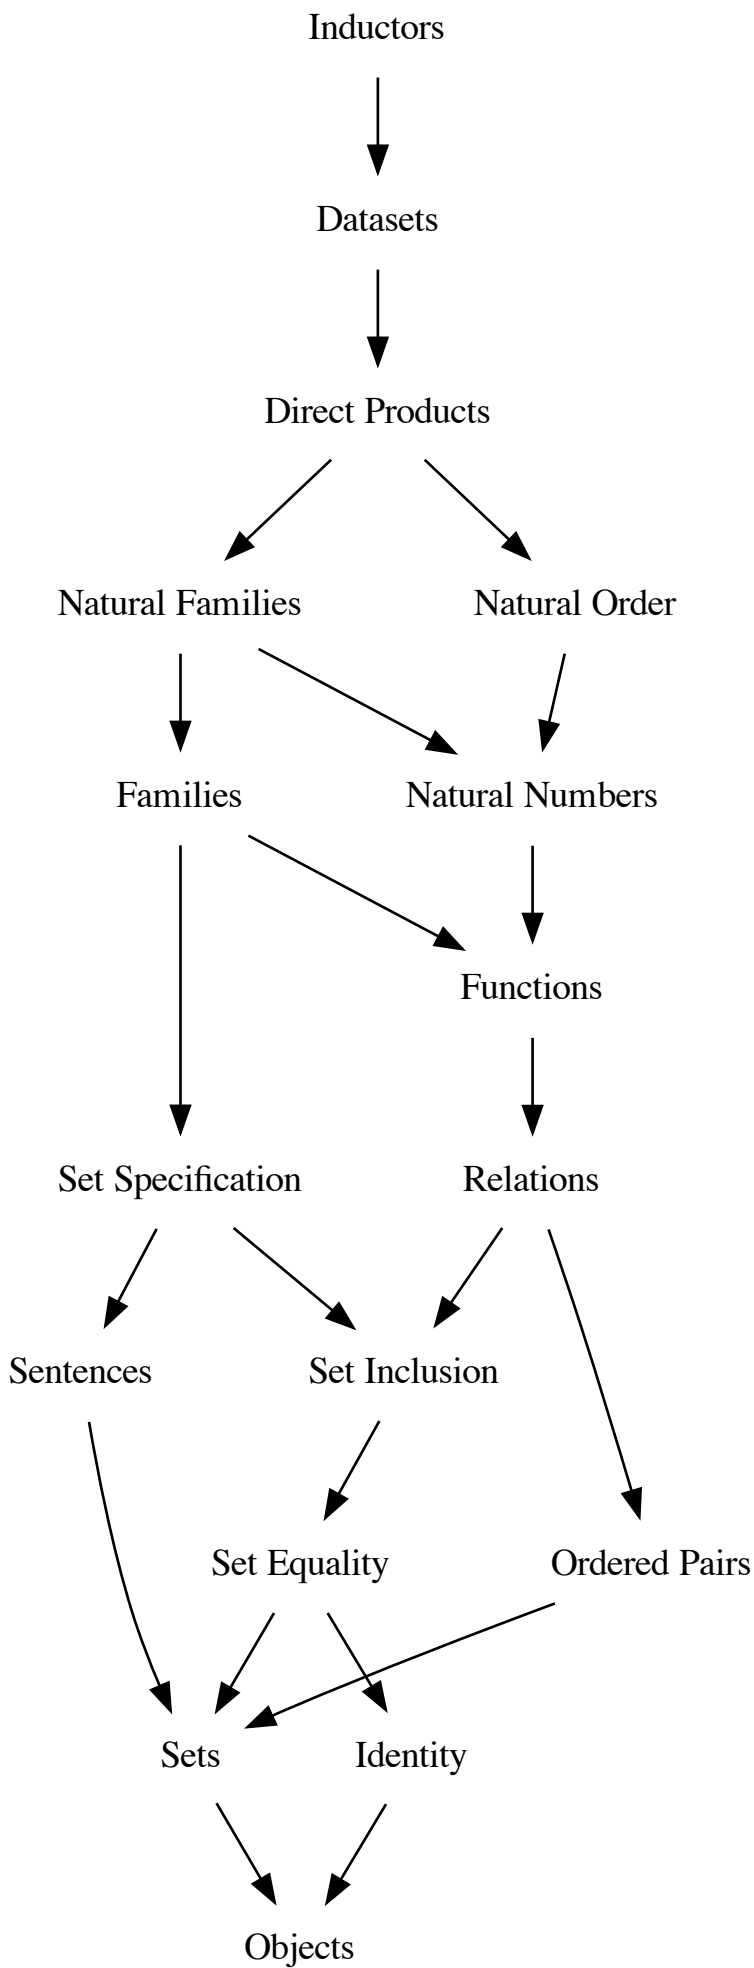 Inductors
Datasets
Direct Products
Natural Families
Natural Order
Families
Natural Numbers
Functions
Set Specification
Relations
Sentences
Set Inclusion
Set Equality
Ordered Pairs
Sets
Identity
Objects